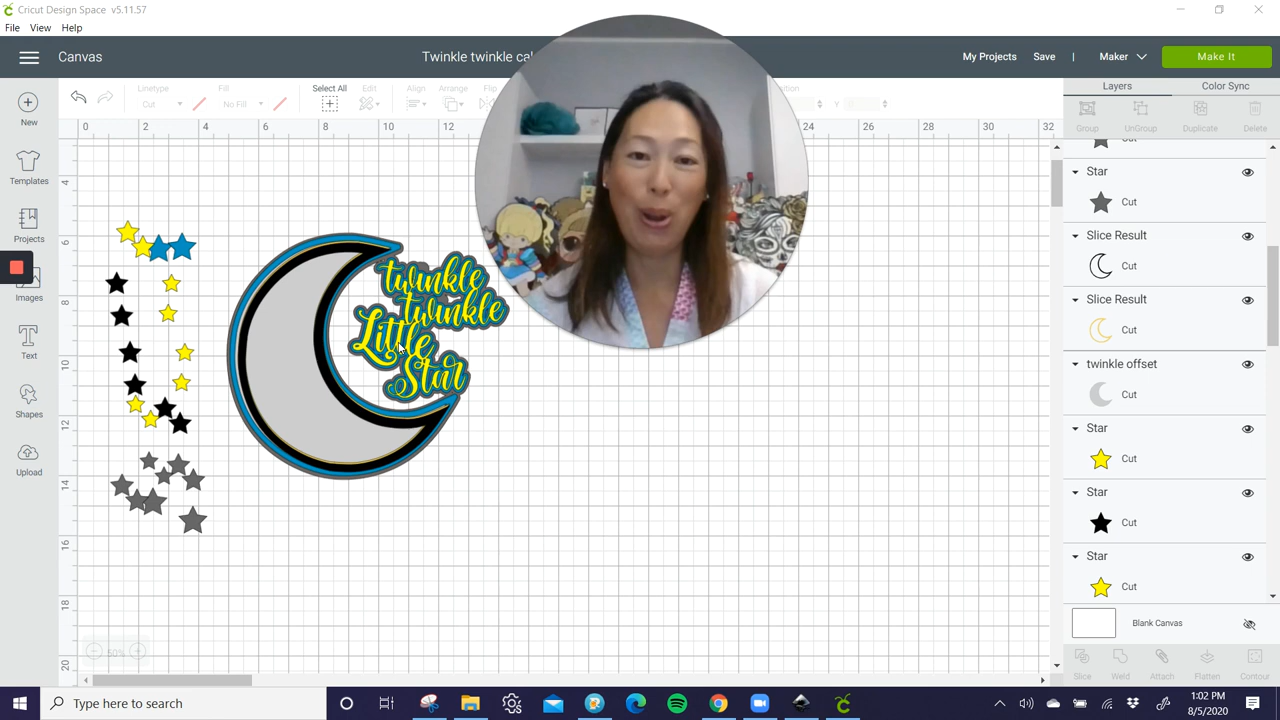 Cricut Design Space v5.11.57
File View Help
Canvas
Twinkle twinkle
My Projects Save | Maker Make It
Linetype Fill Select All Edit Align Arrange Flip
Cut No Fill
Y
Layers Color Sync
Group UnGroup Duplicate Delete
0 2 4 6 8 10 12 24 26 28 30 32
4
6
8
10
12
14
16
18
20
New
Templates
Projects
Images
Text
Shapes
Upload
twinkle
twinkle
Little
Star
Cut
Star
Cut
Slice Result
Cut
Slice Result
Cut
twinkle offset
Cut
Star
Cut
Star
Cut
Star
Cut
Blank Canvas
Slice Weld Attach Flatten Contour
50%
Type here to search
1:02 PM
8/5/2020